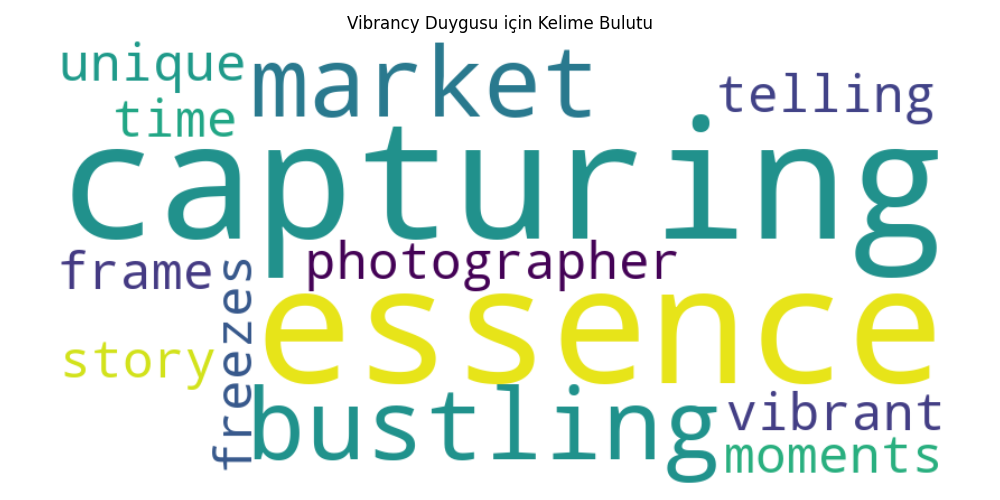 Vibrancy Duygusu için Kelime Bulutu
unique
market
telling
time
capturing
frame
photographer
freezes
essence
story
bustling
vibrant
moments